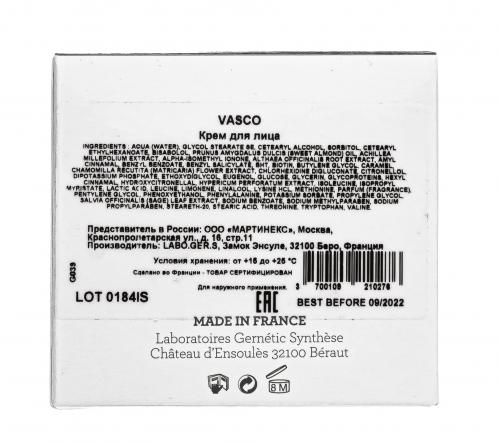 VASCO
Крем для лица
INGREDIENTS : AQUA (WATER), GLYCOL STEARATE SE, CETEARYL ALCOHOL, SORBITOL, CETEARYL
ETHYLHEXANOATE, BISABOLOL, PRUNUS AMYGDALUS DULCIS (SWEET ALMOND) OIL, ACHILLEA
MILLEFOLIUM EXTRACT, ALPHA-ISOMETHYL IONONE, ALTHAEA OFFICINALIS ROOT EXTRACT, AMYL
CINNAMAL, BENZYL BENZOATE, BENZYL SALICYLATE, BHT, BIOTIN, BUTYLENE GLYCOL, CARAMEL,
CHAMOMILLA RECUTITA (MATRICARIA) FLOWER EXTRACT, CHLORHEXIDINE DIGLUCONATE, CITRONELLOL,
DIPOTASSIUM PHOSPHATE, ETHOXYDIGLYCOL, EUGENOL, GLUCOSE, GLYCERIN, GLYCOPROTEINS, HEXYL
CINNAMAL, HYDROXYCITRONELLAL, HYPERICUM PERFORATUM EXTRACT, ISOLEUCINE, ISOPROPYL
MYRISTATE, LACTIC ACID, LEUCINE, LIMONENE, LINALOOL, LYSINE HCL, METHIONINE, PARFUM (FRAGRANCE),
PENTYLENE GLYCOL, PHENOXYETHANOL, PHENYLALANINE, POTASSIUM SORBATE, PROPYLENE GLYCOL,
SALVIA OFFICINALIS (SAGE) LEAF EXTRACT, SODIUM BENZOATE, SODIUM METHYLPARABEN, SODIUM
PROPYLPARABEN, STEARETH-20, STEARIC ACID, THREONINE, TRYPTOPHAN, VALINE.
Представитель в России: ООО «МАРТИНЕКС», Москва,
Краснопролетарская ул., д. 16, стр.11
Производитель: LABO.GER.S, Замок Энсуле, 32100 Беро, Франция
Условия хранения: от +15 до +25 °C
Сделано во Франции - ТОВАР СЕРТИФИЦИРОВАН
Для наружного применения.
G039
3 700109 210276
LOT 0184IS
EAC
BEST BEFORE 09/2022
MADE IN FRANCE
Laboratoires Gernétic Synthèse
Château d'Ensoulès 32100 Béraut
8 M